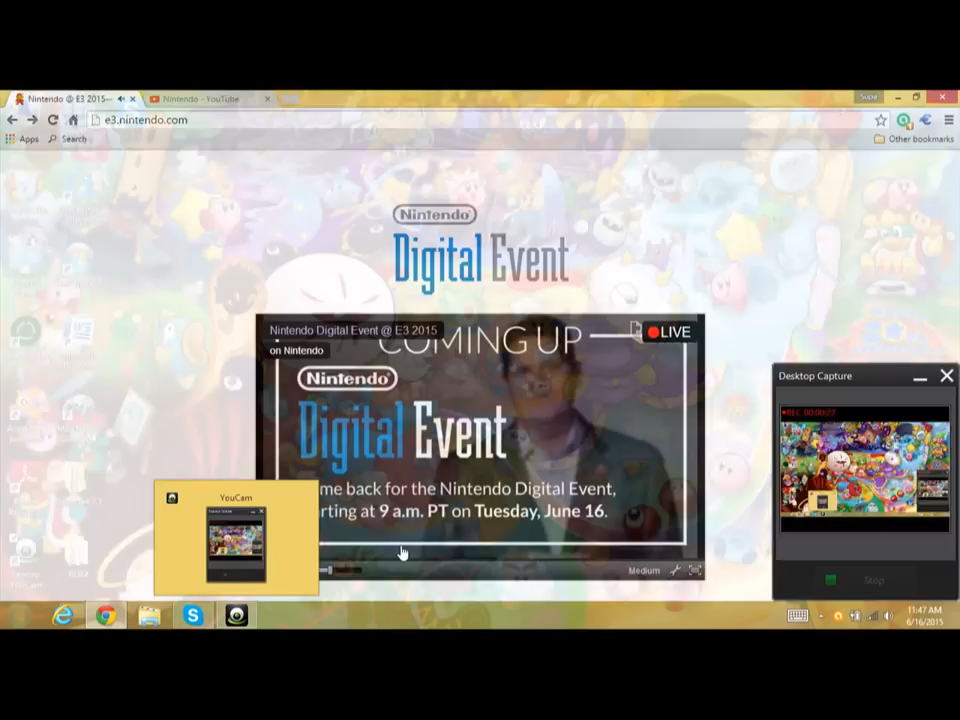 Nintendo @ E3 2015—
Nintendo - YouTube
Supa
e3.nintendo.com
Apps
Search
Other bookmarks
Nintendo
Digital Event
Nintendo Digital Event @ E3 2015
COMING UP
LIVE
on Nintendo
Nintendo
Digital Event
me back for the Nintendo Digital Event,
rting at 9 a.m. PT on Tuesday, June 16.
Medium
YouCam
Desktop Capture
Stop
11:47 AM
6/16/2015